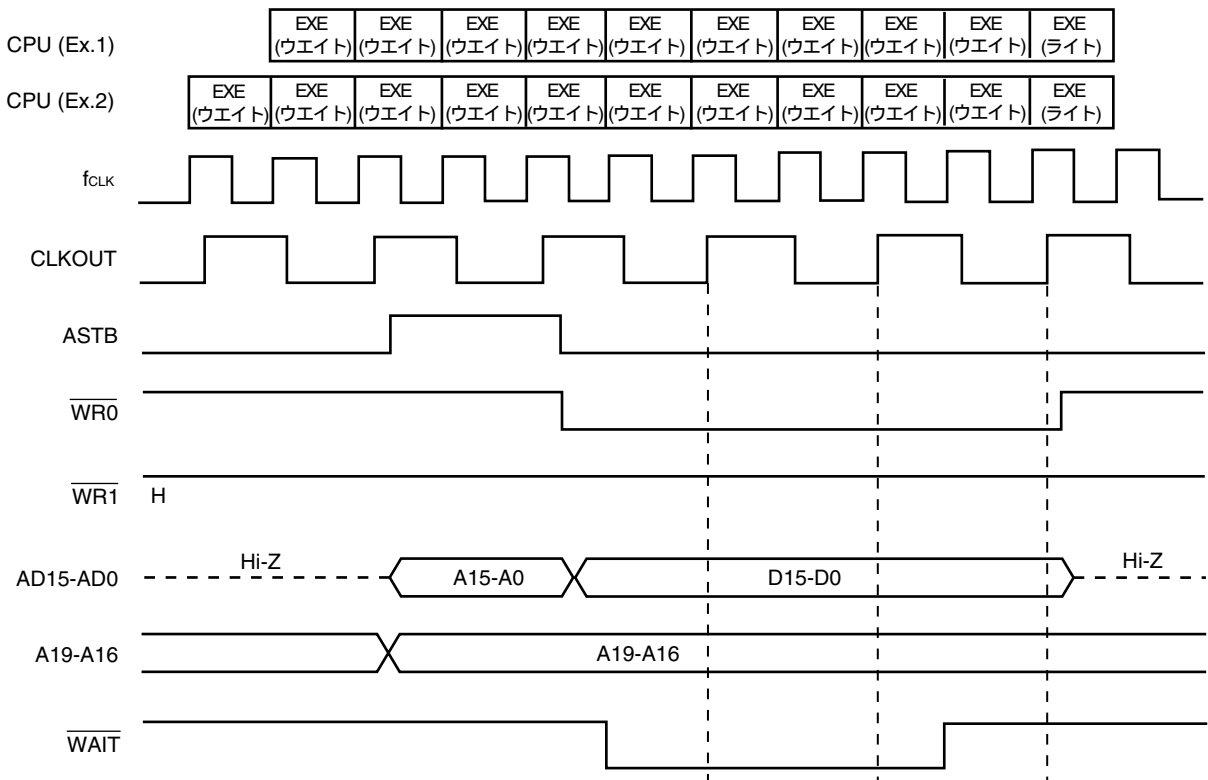 CPU (Ex.1)
EXE EXE EXE EXE EXE EXE EXE EXE EXE EXE
(ウエイト) (ウエイト) (ウエイト) (ウエイト) (ウエイト) (ウエイト) (ウエイト) (ウエイト) (ウエイト) (ライト)
CPU (Ex.2)
EXE EXE EXE EXE EXE EXE EXE EXE EXE EXE EXE
(ウエイト) (ウエイト) (ウエイト) (ウエイト) (ウエイト) (ウエイト) (ウエイト) (ウエイト) (ウエイト) (ウエイト) (ライト)
fCLK
CLKOUT
ASTB
WR0
WR1 H
AD15-AD0 Hi-Z A15-A0 D15-D0 Hi-Z
A19-A16 A19-A16
WAIT